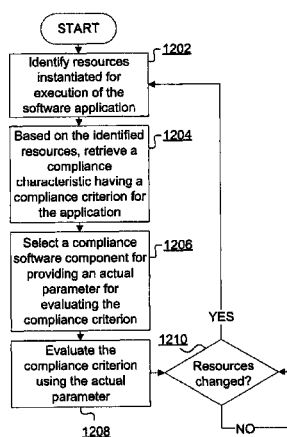 START
1202
Identify resources
instantiated for
execution of the
software application
1204
Based on the identified
resources, retrieve a
compliance
characteristic having a
compliance criterion for
the application
1206
Select a compliance
software component for
providing an actual
parameter for
evaluating the
compliance criterion
YES
1210
Evaluate the
compliance criterion
using the actual
parameter
Resources
changed?
1208
NO